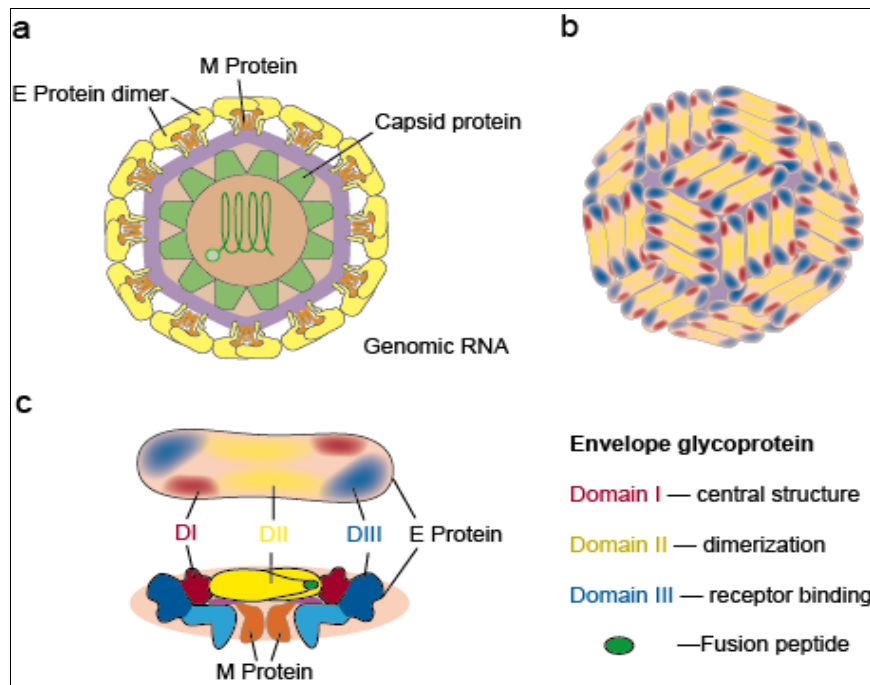 a
M Protein
E Protein dimer
Capsid protein
Genomic RNA
b
c
DI
DII
DIII
E Protein
M Protein
Envelope glycoprotein
Domain I — central structure
Domain II — dimerization
Domain III — receptor binding
—Fusion peptide